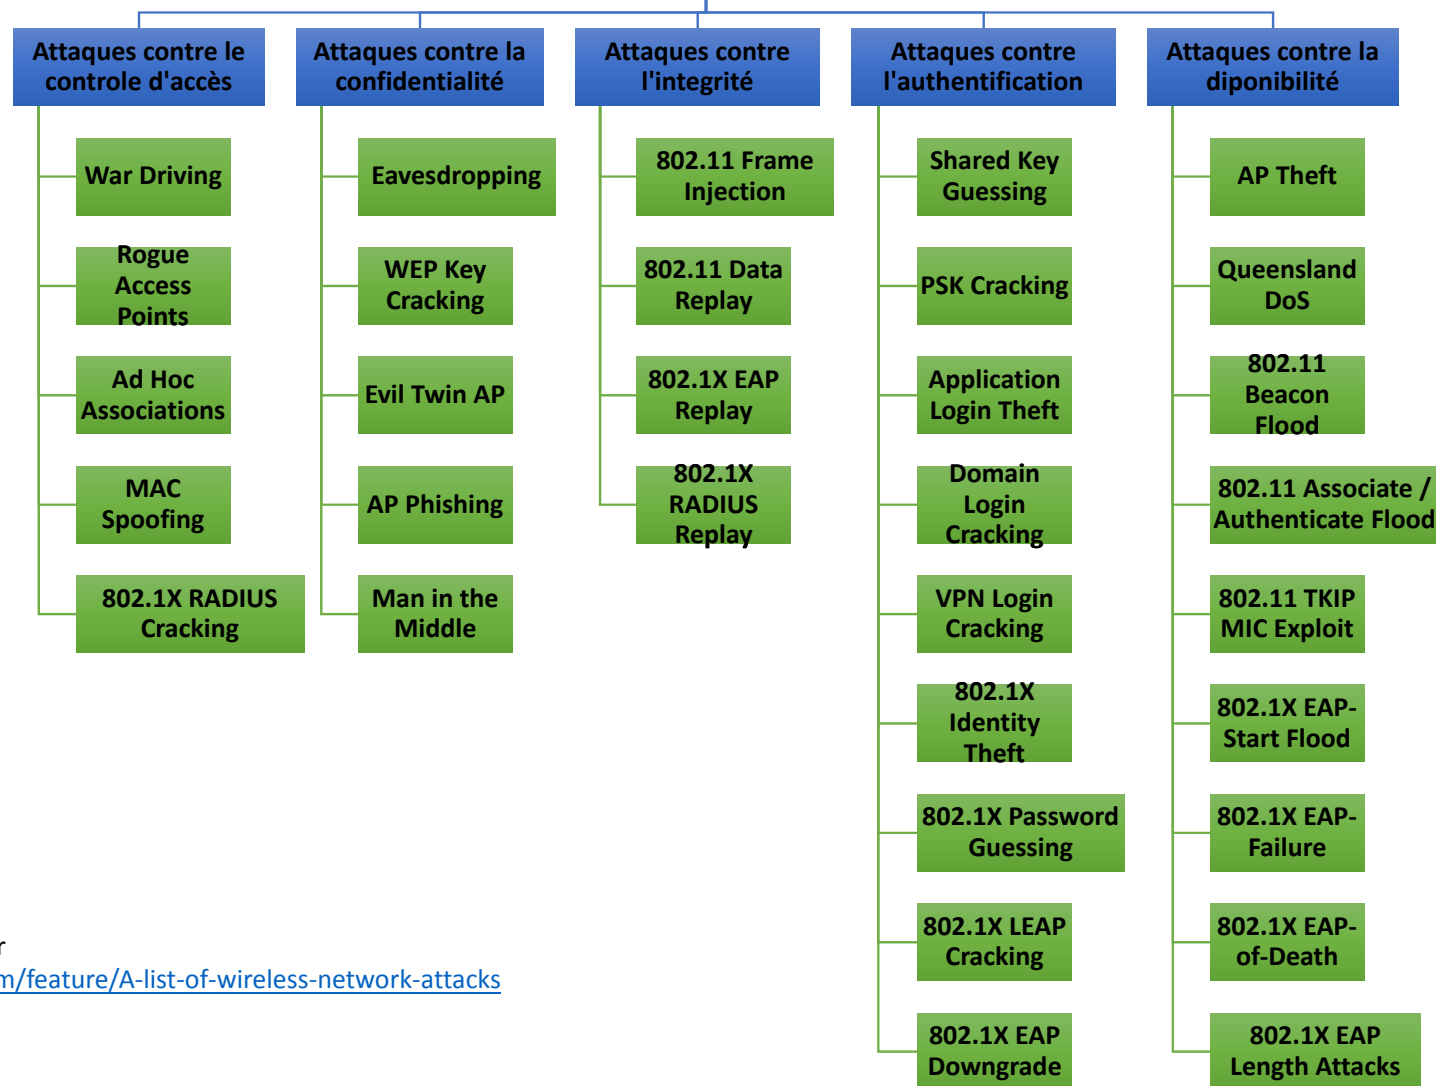 Attaques contre le
controle d'accès
War Driving
Rogue
Access
Points
Ad Hoc
Associations
MAC
Spoofing
802.1X RADIUS
Cracking
Attaques contre la
confidentialité
Eavesdropping
WEP Key
Cracking
Evil Twin AP
AP Phishing
Man in the
Middle
Attaques contre
l'integrité
802.11 Frame
Injection
802.11 Data
Replay
802.1X EAP
Replay
802.1X
RADIUS
Replay
Attaques contre
l'authentification
Shared Key
Guessing
PSK Cracking
Application
Login Theft
Domain
Login
Cracking
VPN Login
Cracking
802.1X
Identity
Theft
802.1X Password
Guessing
802.1X LEAP
Cracking
802.1X EAP
Downgrade
Attaques contre la
diponibilité
AP Theft
Queensland
DoS
802.11
Beacon
Flood
802.11 Associate /
Authenticate Flood
802.11 TKIP
MIC Exploit
802.1X EAP-
Start Flood
802.1X EAP-
Failure
802.1X EAP-
of-Death
802.1X EAP
Length Attacks
m/feature/A-list-of-wireless-network-attacks